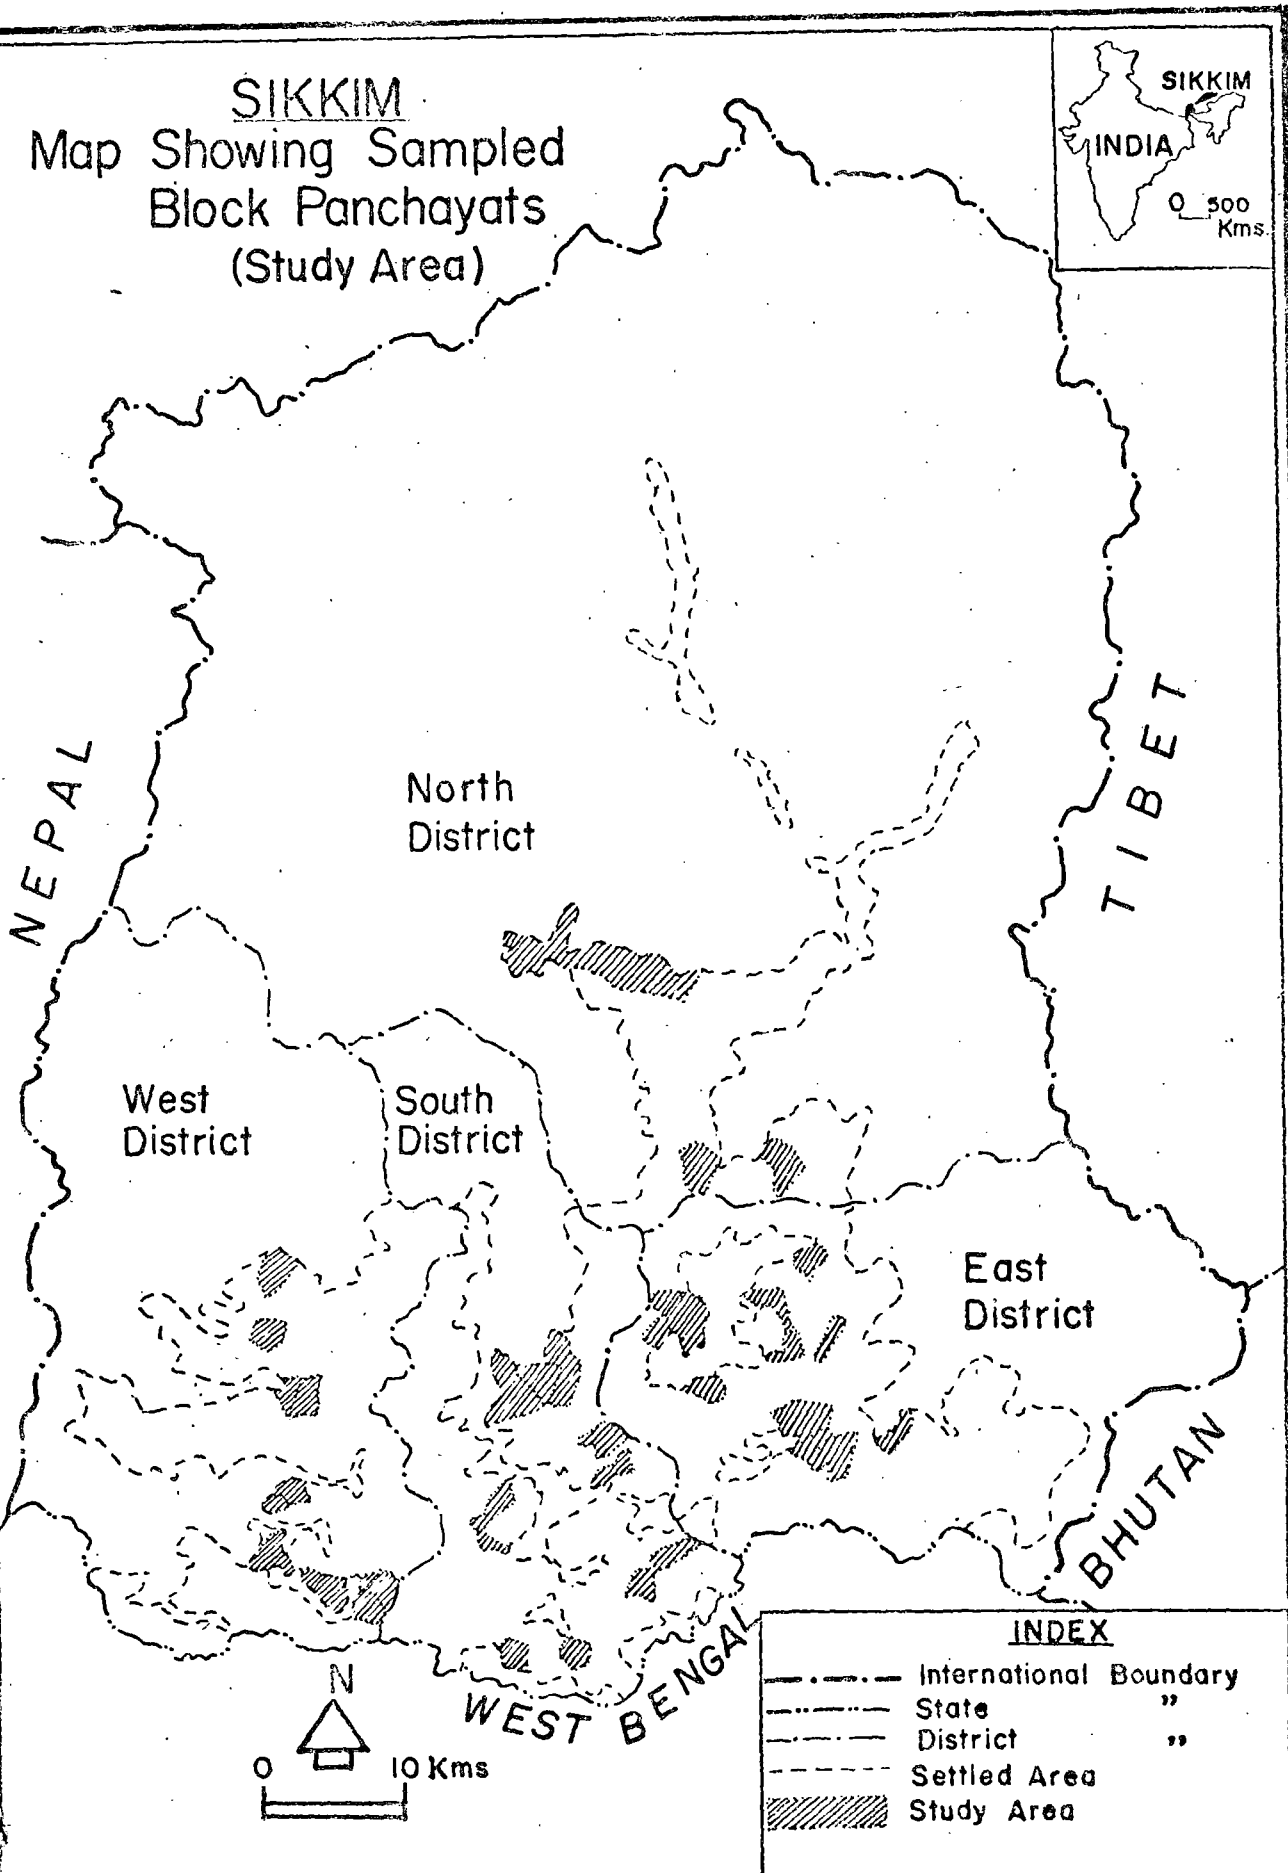 SIKKIM
Map Showing Sampled
Block Panchayats
(Study Area)
SIKKIM
INDIA
0 500
Kms.
NEPAL
TIBET
North
District
West
District
South
District
East
District
BHUTAN
WEST BENGAL
N
0 10 Kms
INDEX
International Boundary
State "
District "
Settled Area
Study Area